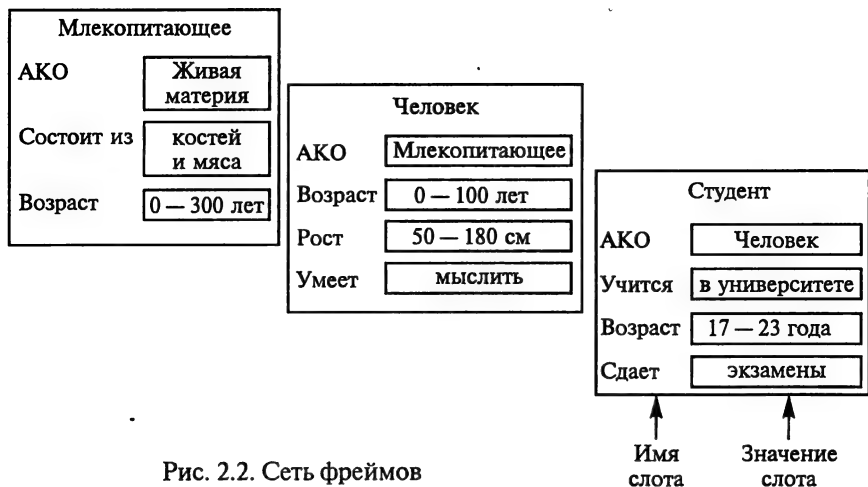 Млекопитающее
АКО Живая
материя
Состоит из костей
и мяса
Возраст 0 — 300 лет
Человек
АКО Млекопитающее
Возраст 0 — 100 лет
Рост 50 — 180 см
Умеет мыслить
Студент
АКО Человек
Учится в университете
Возраст 17 — 23 года
Сдает экзамены
Имя
слота
Значение
слота
Рис. 2.2. Сеть фреймов